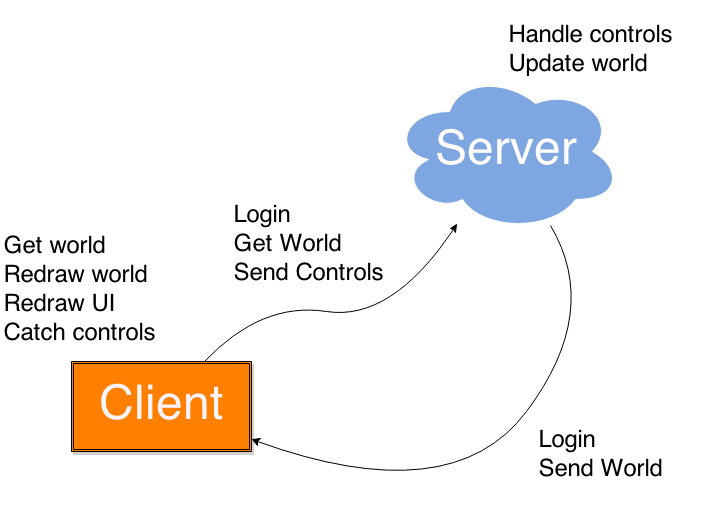 Handle controls
Update world
Server
Login
Get World
Send Controls
Get world
Redraw world
Redraw UI
Catch controls
Client
Login
Send World